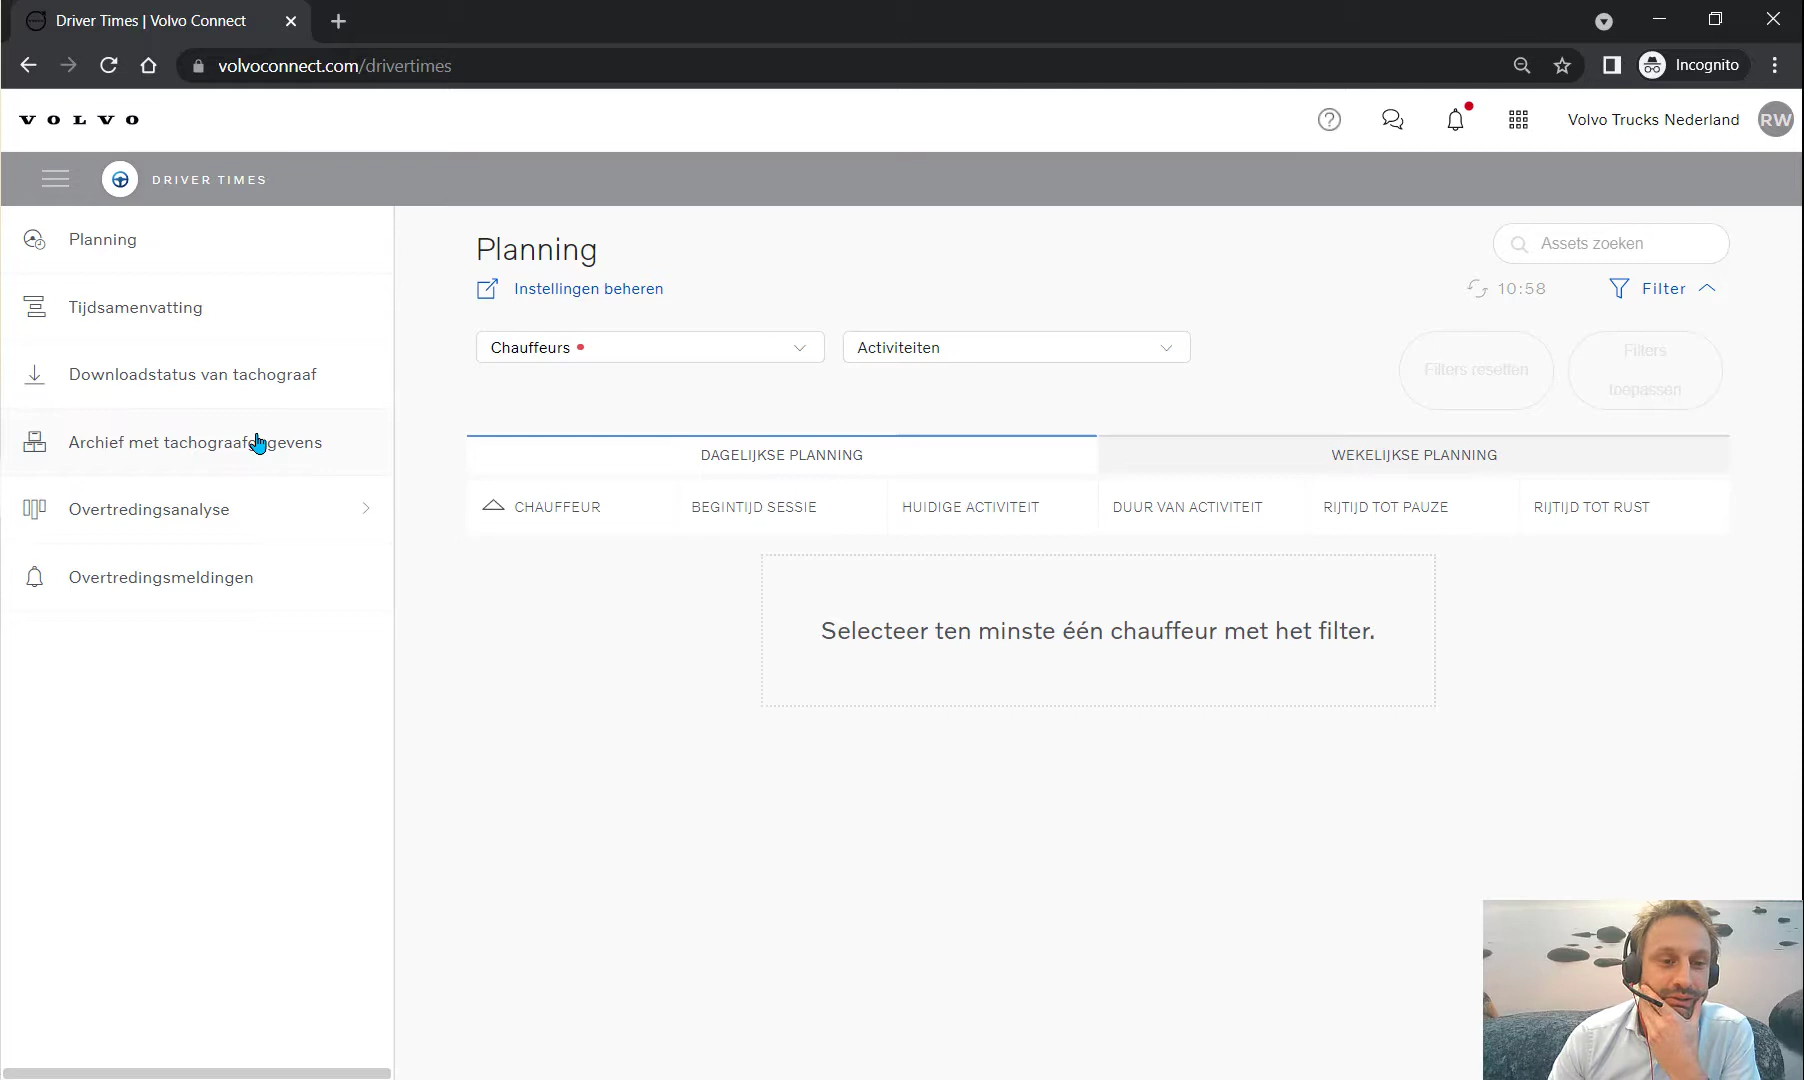 Driver Times | Volvo Connect
volvoconnect.com/drivertimes
Incognito
VOLVO
Volvo Trucks Nederland
RW
DRIVER TIMES
Planning
Tijdsamenvatting
Downloadstatus van tachograaf
Archief met tachograafgegevens
Overtredingsanalyse
Overtredingsmeldingen
Planning
Assets zoeken
Instellingen beheren
10:58
Filter
Chauffeurs
Activiteiten
Filters resetten
Filters
toepassen
DAGELIJKSE PLANNING
WEKELIJKSE PLANNING
CHAUFFEUR
BEGINTIJD SESSIE
HUIDIGE ACTIVITEIT
DUUR VAN ACTIVITEIT
RIJTIJD TOT PAUZE
RIJTIJD TOT RUST
Selecteer ten minste één chauffeur met het filter.